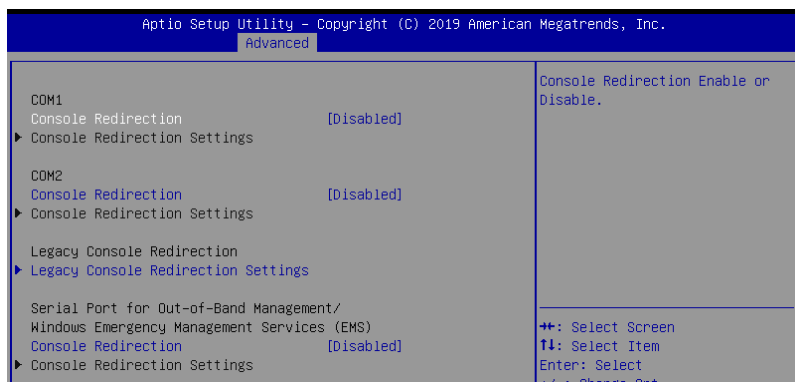 Aptio Setup Utility – Copyright (C) 2019 American Megatrends, Inc.
Advanced
COM1
Console Redirection [Disabled]
Console Redirection Settings
COM2
Console Redirection [Disabled]
Console Redirection Settings
Legacy Console Redirection
Legacy Console Redirection Settings
Serial Port for Out-of-Band Management/
Windows Emergency Management Services (EMS)
Console Redirection [Disabled]
Console Redirection Settings
Console Redirection Enable or
Disable.
→←: Select Screen
↑↓: Select Item
Enter: Select